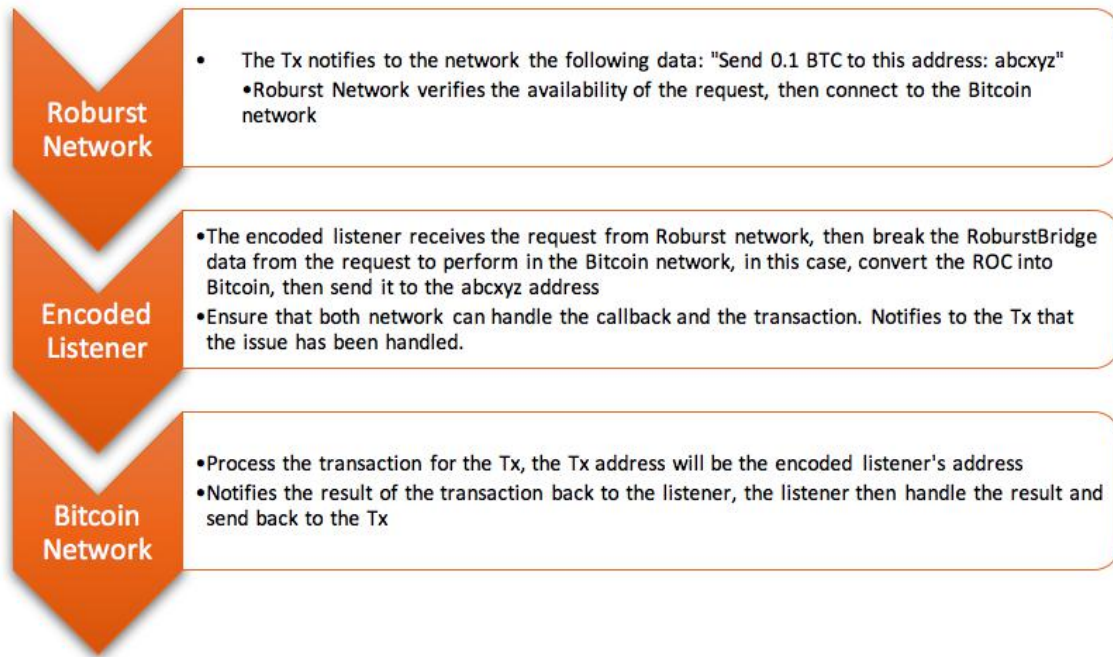 Roburst
Network
• The Tx notifies to the network the following data: "Send 0.1 BTC to this address: abcxyz"
•Roburst Network verifies the availability of the request, then connect to the Bitcoin
network
Encoded
Listener
•The encoded listener receives the request from Roburst network, then break the RoburstBridge
data from the request to perform in the Bitcoin network, in this case, convert the ROC into
Bitcoin, then send it to the abcxyz address
•Ensure that both network can handle the callback and the transaction. Notifies to the Tx that
the issue has been handled.
Bitcoin
Network
•Process the transaction for the Tx, the Tx address will be the encoded listener's address
•Notifies the result of the transaction back to the listener, the listener then handle the result and
send back to the Tx